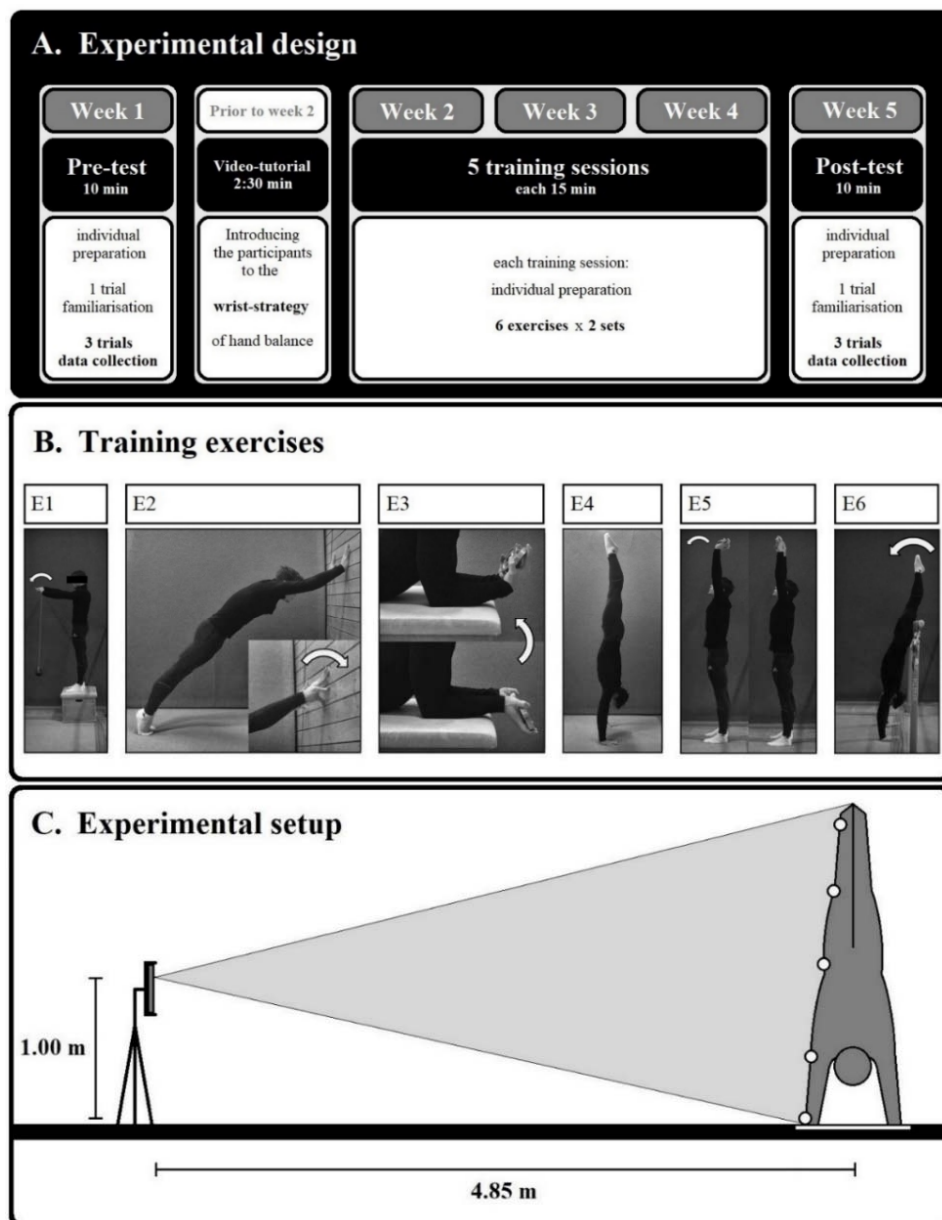 A. Experimental design
Week 1
Prior to week 2
Week 2
Week 3
Week 4
Week 5
Pre-test
10 min
Video-tutorial
2:30 min
5 training sessions
each 15 min
Post-test
10 min
individual
preparation
1 trial
familiarisation
3 trials
data collection
Introducing
the participants
to the
wrist-strategy
of hand balance
each training session:
individual preparation
6 exercises x 2 sets
individual
preparation
1 trial
familiarisation
3 trials
data collection
B. Training exercises
E1
E2
E3
E4
E5
E6
C. Experimental setup
1.00 m
4.85 m